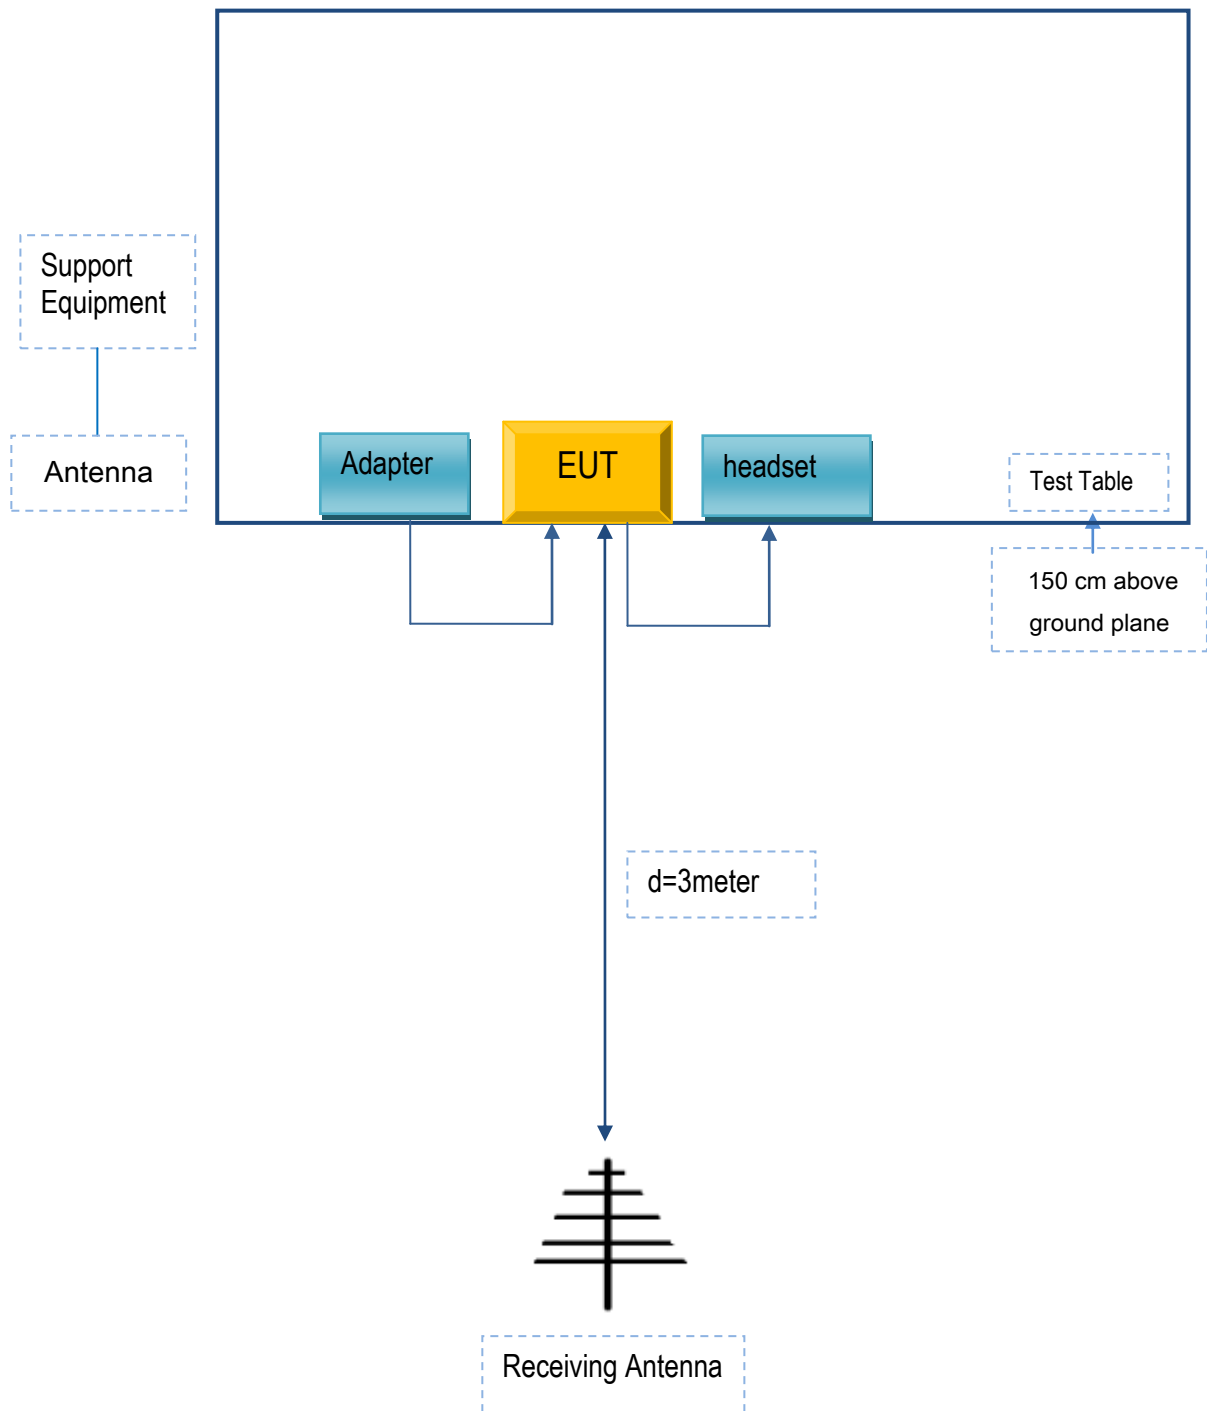 Support
Equipment
Antenna
Adapter
EUT
headset
Test Table
150 cm above
ground plane
d=3meter
Receiving Antenna